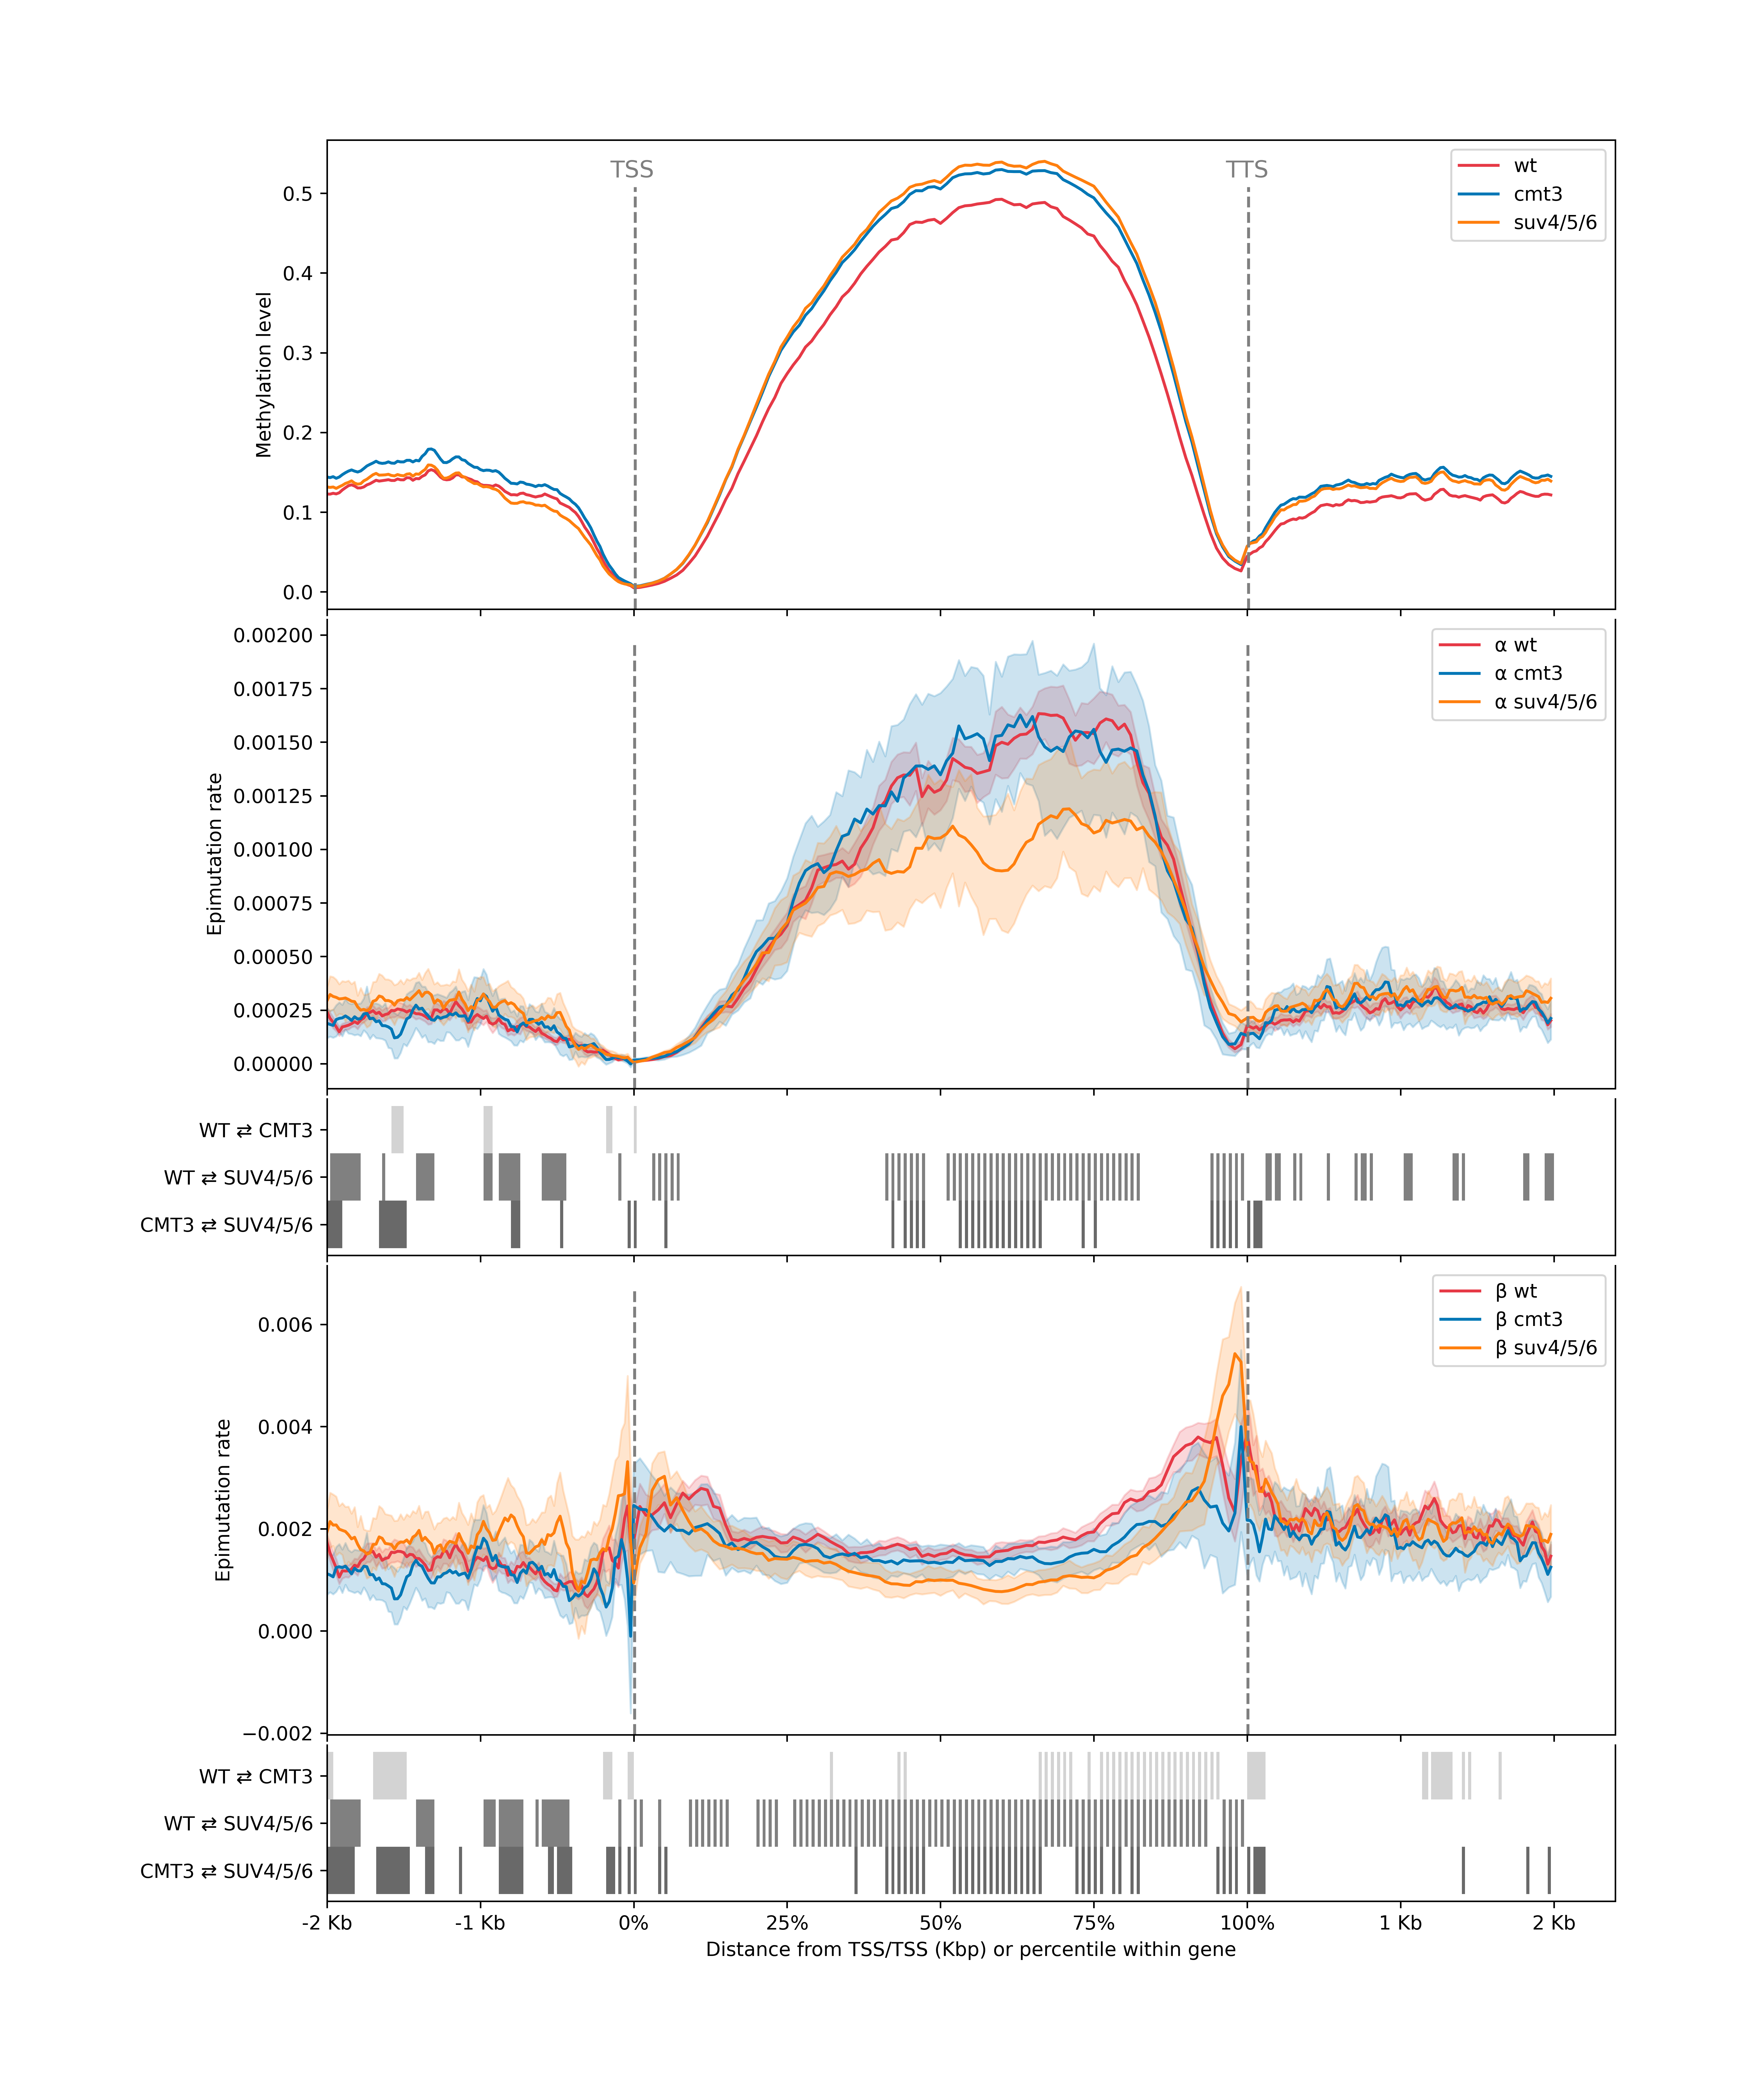 TSS
TTS
wt
cmt3
suv4/5/6
0.5
0.4
0.3
0.2
0.1
0.0
Methylation level
α wt
α cmt3
α suv4/5/6
0.00200
0.00175
0.00150
0.00125
0.00100
0.00075
0.00050
0.00025
0.00000
Epimutation rate
WT ⇄ CMT3
WT ⇄ SUV4/5/6
CMT3 ⇄ SUV4/5/6
β wt
β cmt3
β suv4/5/6
0.006
0.004
0.002
0.000
−0.002
Epimutation rate
WT ⇄ CMT3
WT ⇄ SUV4/5/6
CMT3 ⇄ SUV4/5/6
-2 Kb -1 Kb 0% 25% 50% 75% 100% 1 Kb 2 Kb
Distance from TSS/TSS (Kbp) or percentile within gene